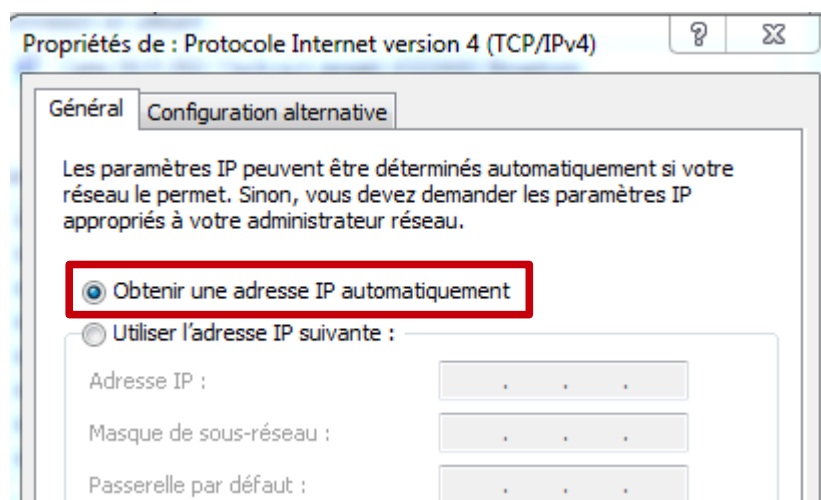 Propriétés de : Protocole Internet version 4 (TCP/IPv4)
Général
Configuration alternative
Les paramètres IP peuvent être déterminés automatiquement si votre
réseau le permet. Sinon, vous devez demander les paramètres IP
appropriés à votre administrateur réseau.
Obtenir une adresse IP automatiquement
Utiliser l'adresse IP suivante :
Adresse IP :
. . .
Masque de sous-réseau :
. . .
Passerelle par défaut :
. . .